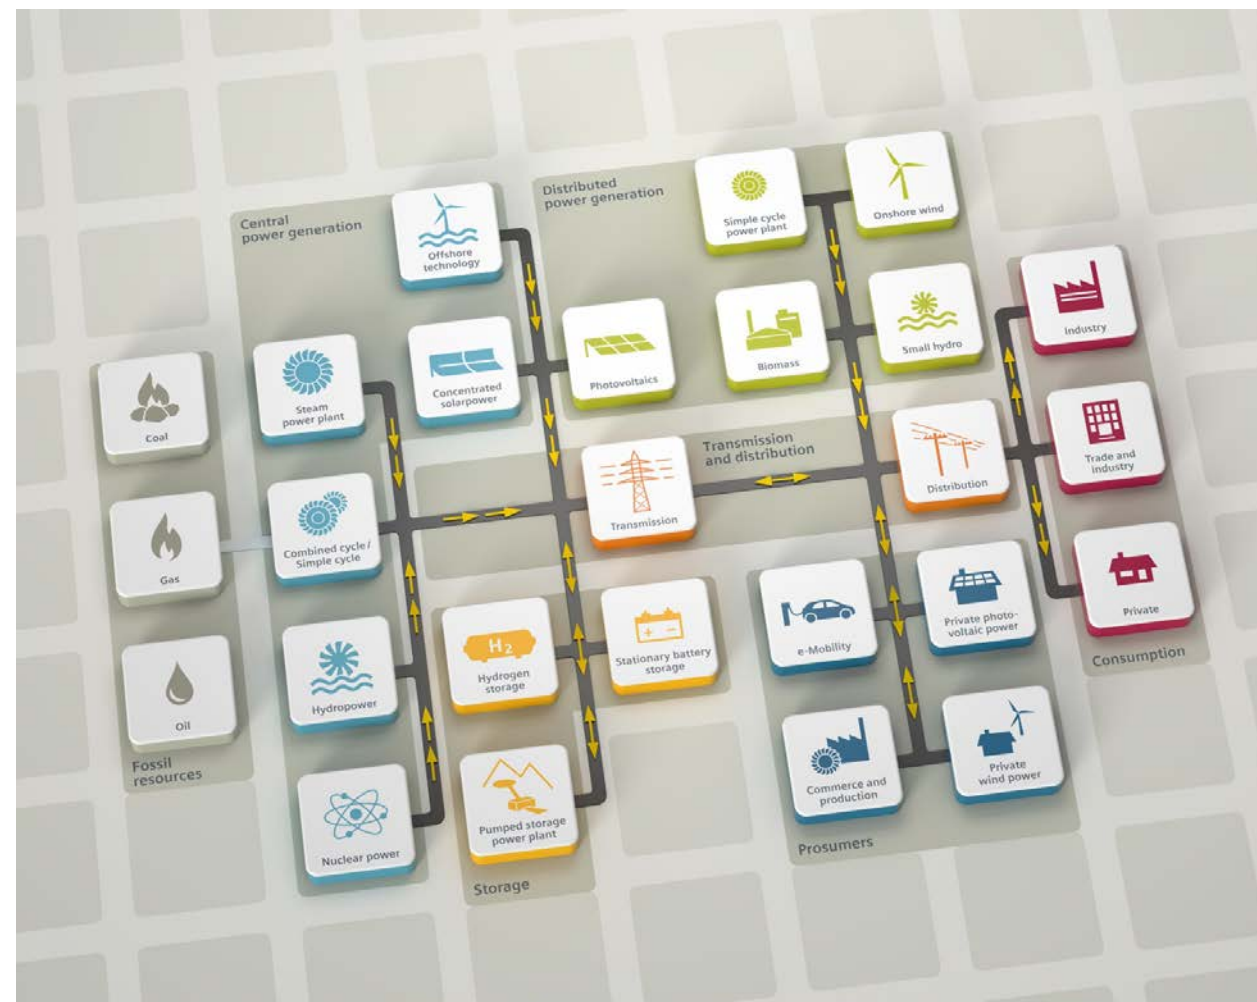 Central
power generation
Offshore
technology
Steam
power plant
Concentrated
solarpower
Combined cycle /
Simple cycle
Hydropower
Nuclear power
Distributed
power generation
Simple cycle
power plant
Onshore wind
Photovoltaics
Biomass
Small hydro
Coal
Gas
Oil
Fossil
resources
Transmission
and distribution
Transmission
Distribution
Industry
Trade and
industry
Private
Consumption
H2
Hydrogen
storage
+ −
Stationary battery
storage
Pumped storage
power plant
Storage
e-Mobility
Private photo-
voltaic power
Commerce and
production
Private
wind power
Prosumers